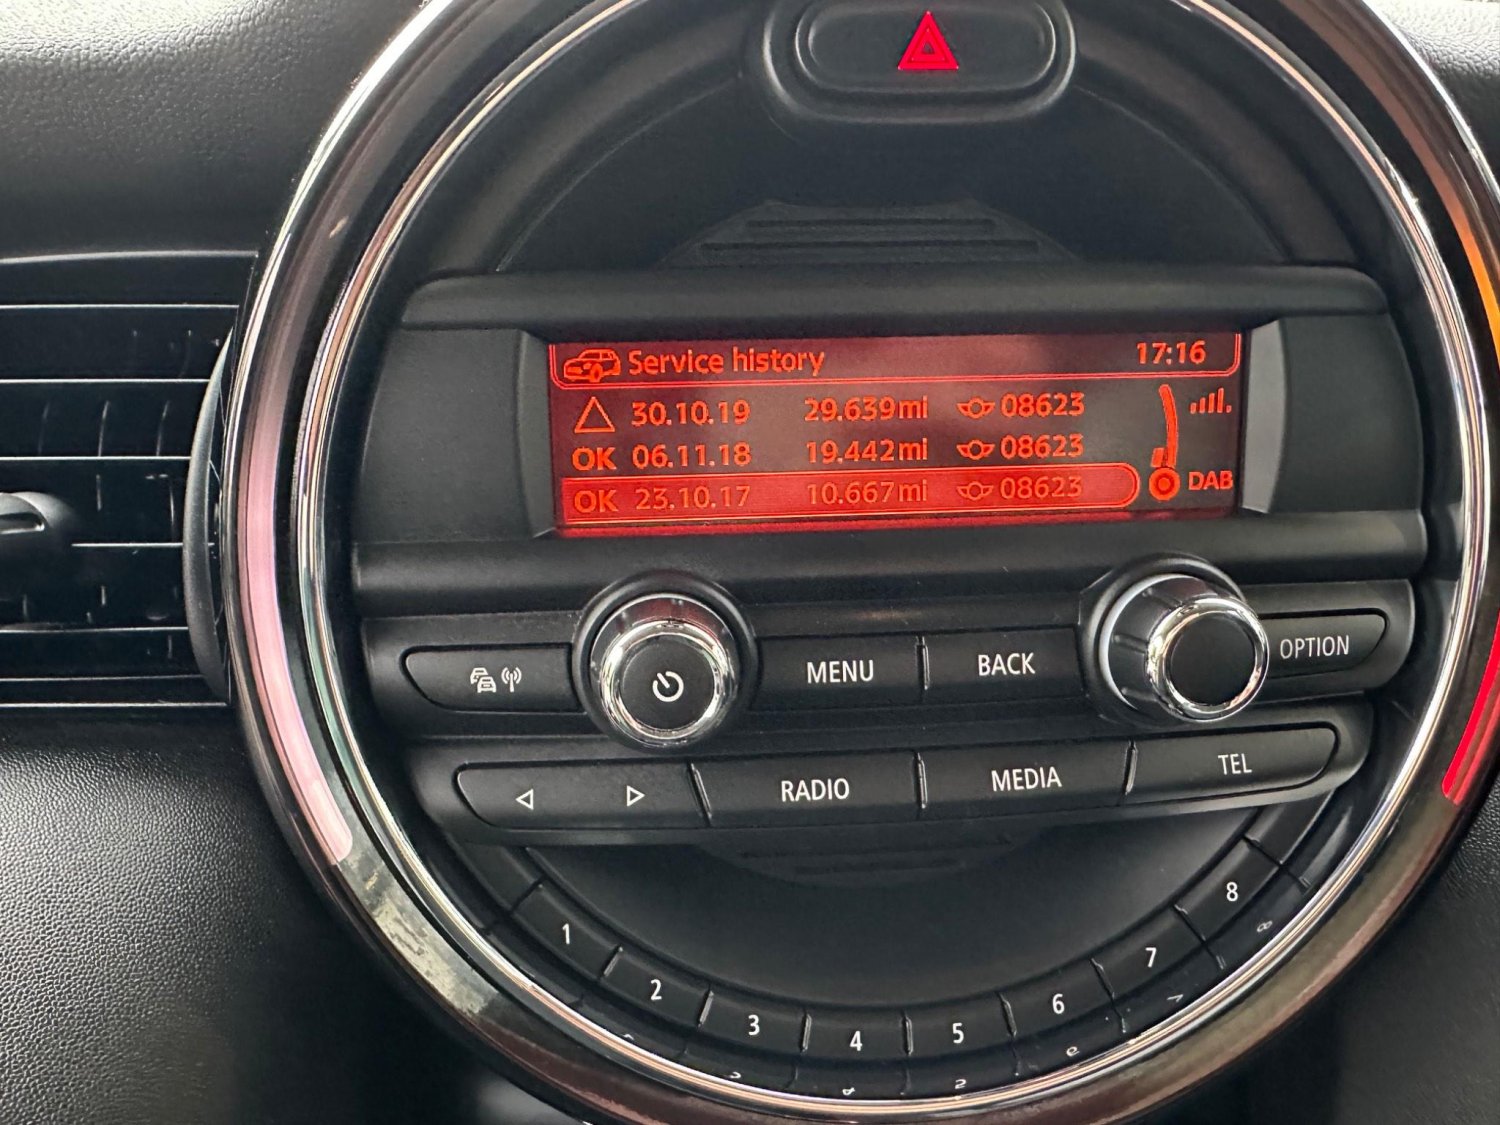 Service history 17:16
30.10.19 29.639mi 08623
OK 06.11.18 19.442mi 08623
OK 23.10.17 10.667mi 08623
DAB
MENU BACK OPTION
RADIO MEDIA TEL
1 2 3 4 5 6 7 8